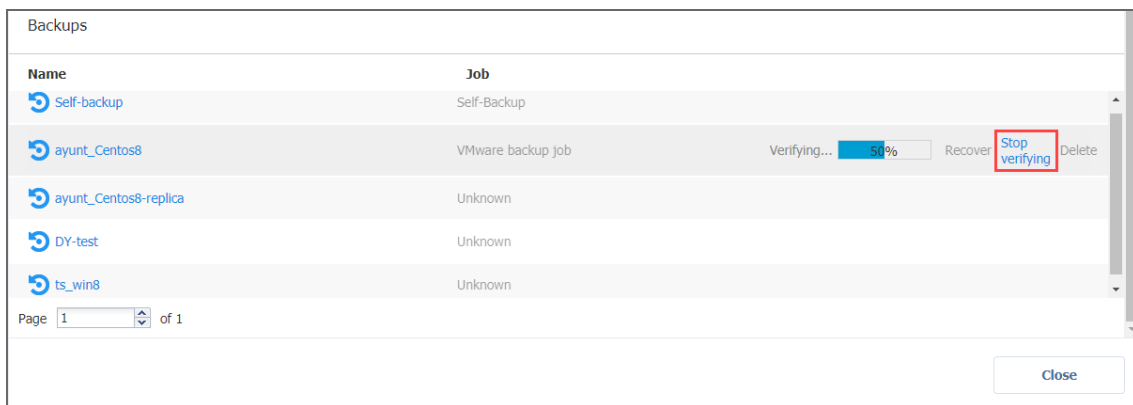 Backups
Name Job
Self-backup Self-Backup
ayunt_Centos8 VMware backup job Verifying... 50% Recover Stop verifying Delete
ayunt_Centos8-replica Unknown
DY-test Unknown
ts_win8 Unknown
Page 1 of 1
Close